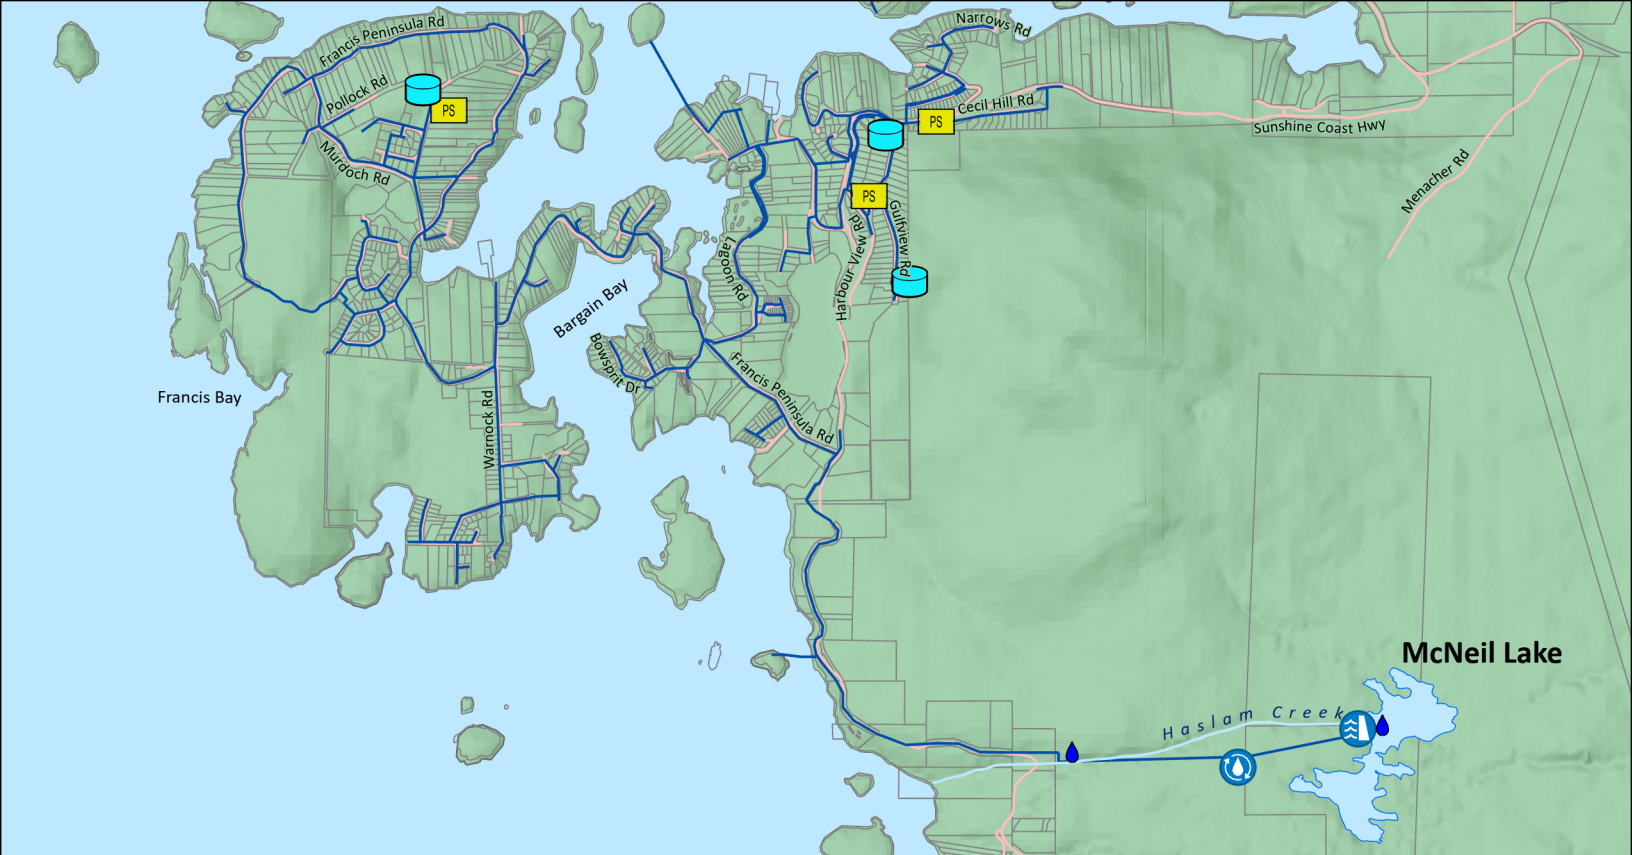 Francis Peninsula Rd
Narrows Rd
Pollock Rd
PS
Cecil Hill Rd
PS
Sunshine Coast Hwy
Murdoch Rd
Menacher Rd
PS
Gulfview Rd
Harbour View Rd
Lagoon Rd
Bargain Bay
Bowsprit Dr
Francis Peninsula Rd
Francis Bay
Warnock Rd
McNeil Lake
Haslam Creek